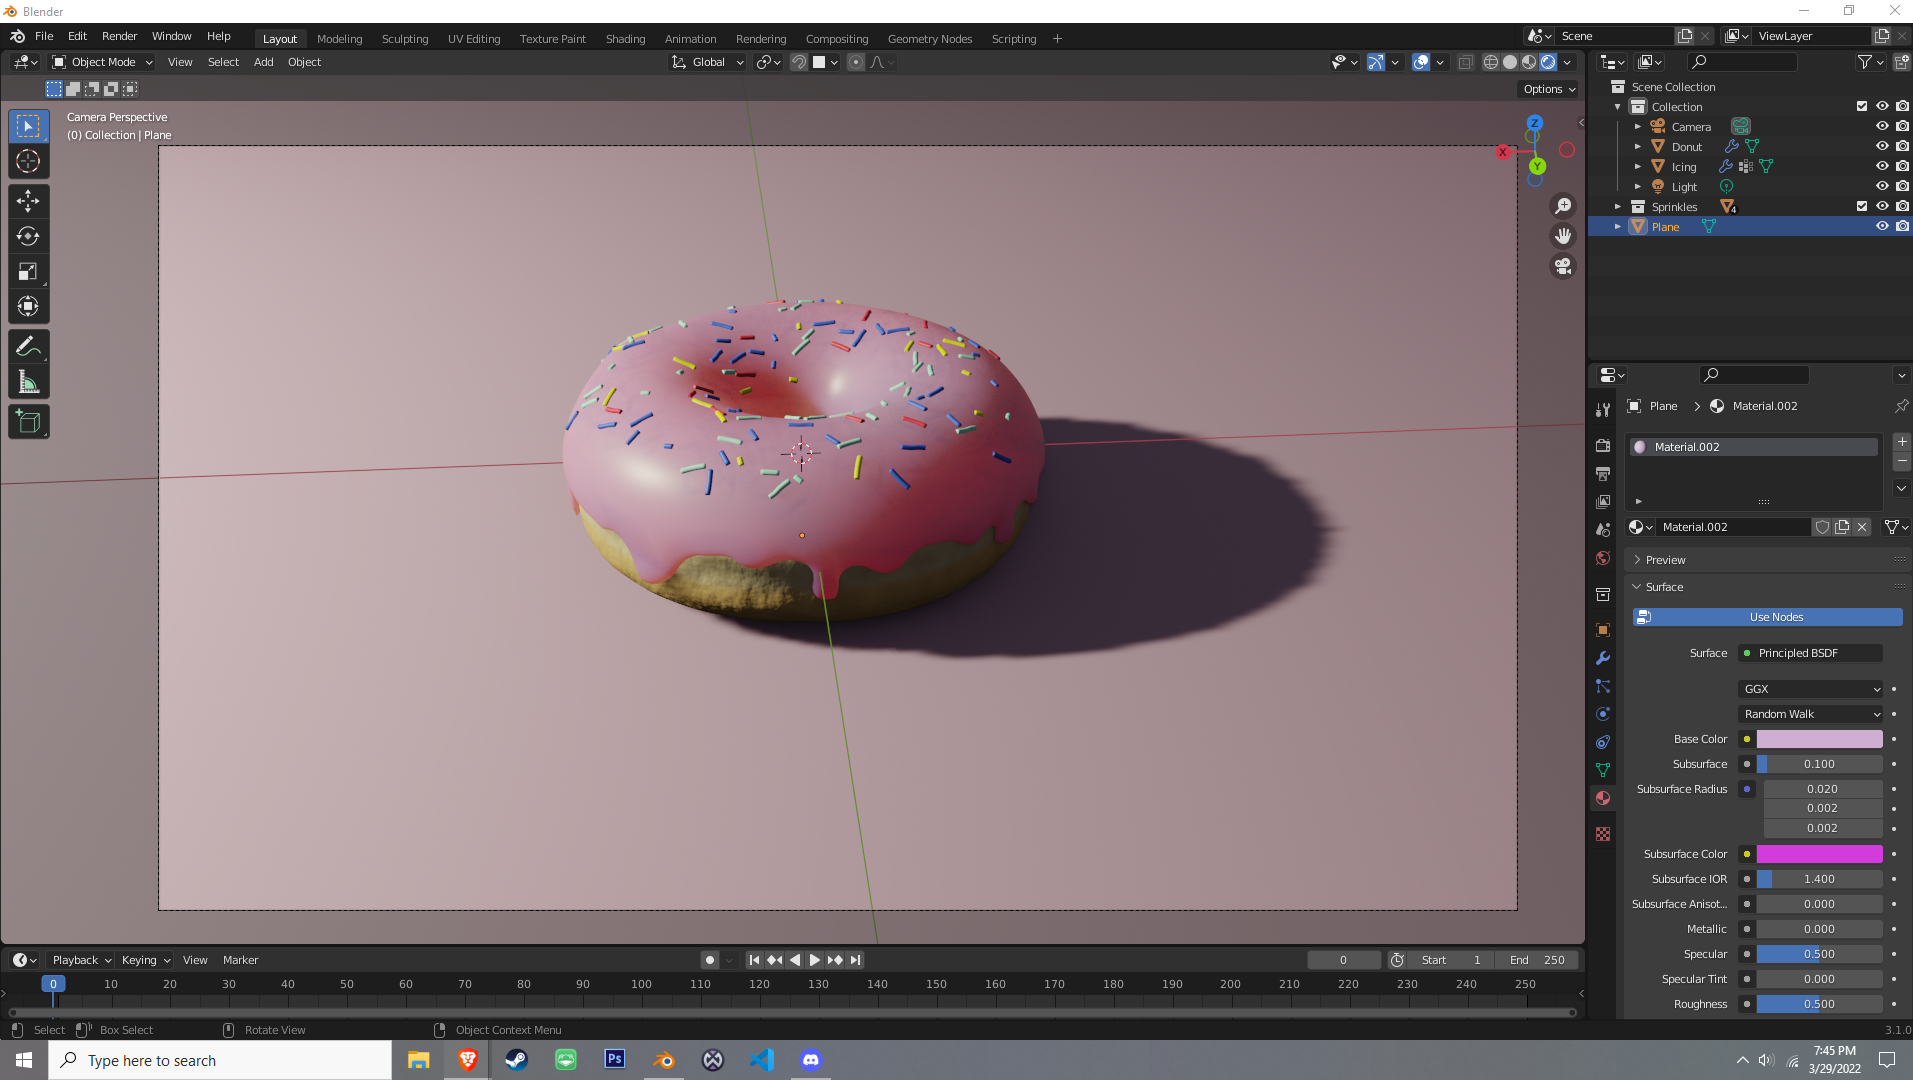 Blender
File Edit Render Window Help
Layout Modeling Sculpting UV Editing Texture Paint Shading Animation Rendering Compositing Geometry Nodes Scripting +
Scene
ViewLayer
Object Mode View Select Add Object
Global
Options
Camera Perspective
(0) Collection | Plane
Z
X
Y
Scene Collection
Collection
Camera
Donut
Icing
Light
Sprinkles 4
Plane
Plane > Material.002
Material.002
Material.002
Preview
Surface
Use Nodes
Surface Principled BSDF
GGX
Random Walk
Base Color
Subsurface 0.100
Subsurface Radius 0.020
0.002
0.002
Subsurface Color
Subsurface IOR 1.400
Subsurface Anisot... 0.000
Metallic 0.000
Specular 0.500
Specular Tint 0.000
Roughness 0.500
Playback Keying View Marker
0 Start 1 End 250
0 10 20 30 40 50 60 70 80 90 100 110 120 130 140 150 160 170 180 190 200 210 220 230 240 250
Select Box Select Rotate View Object Context Menu
3.1.0
Type here to search
Ps
7:45 PM
3/29/2022